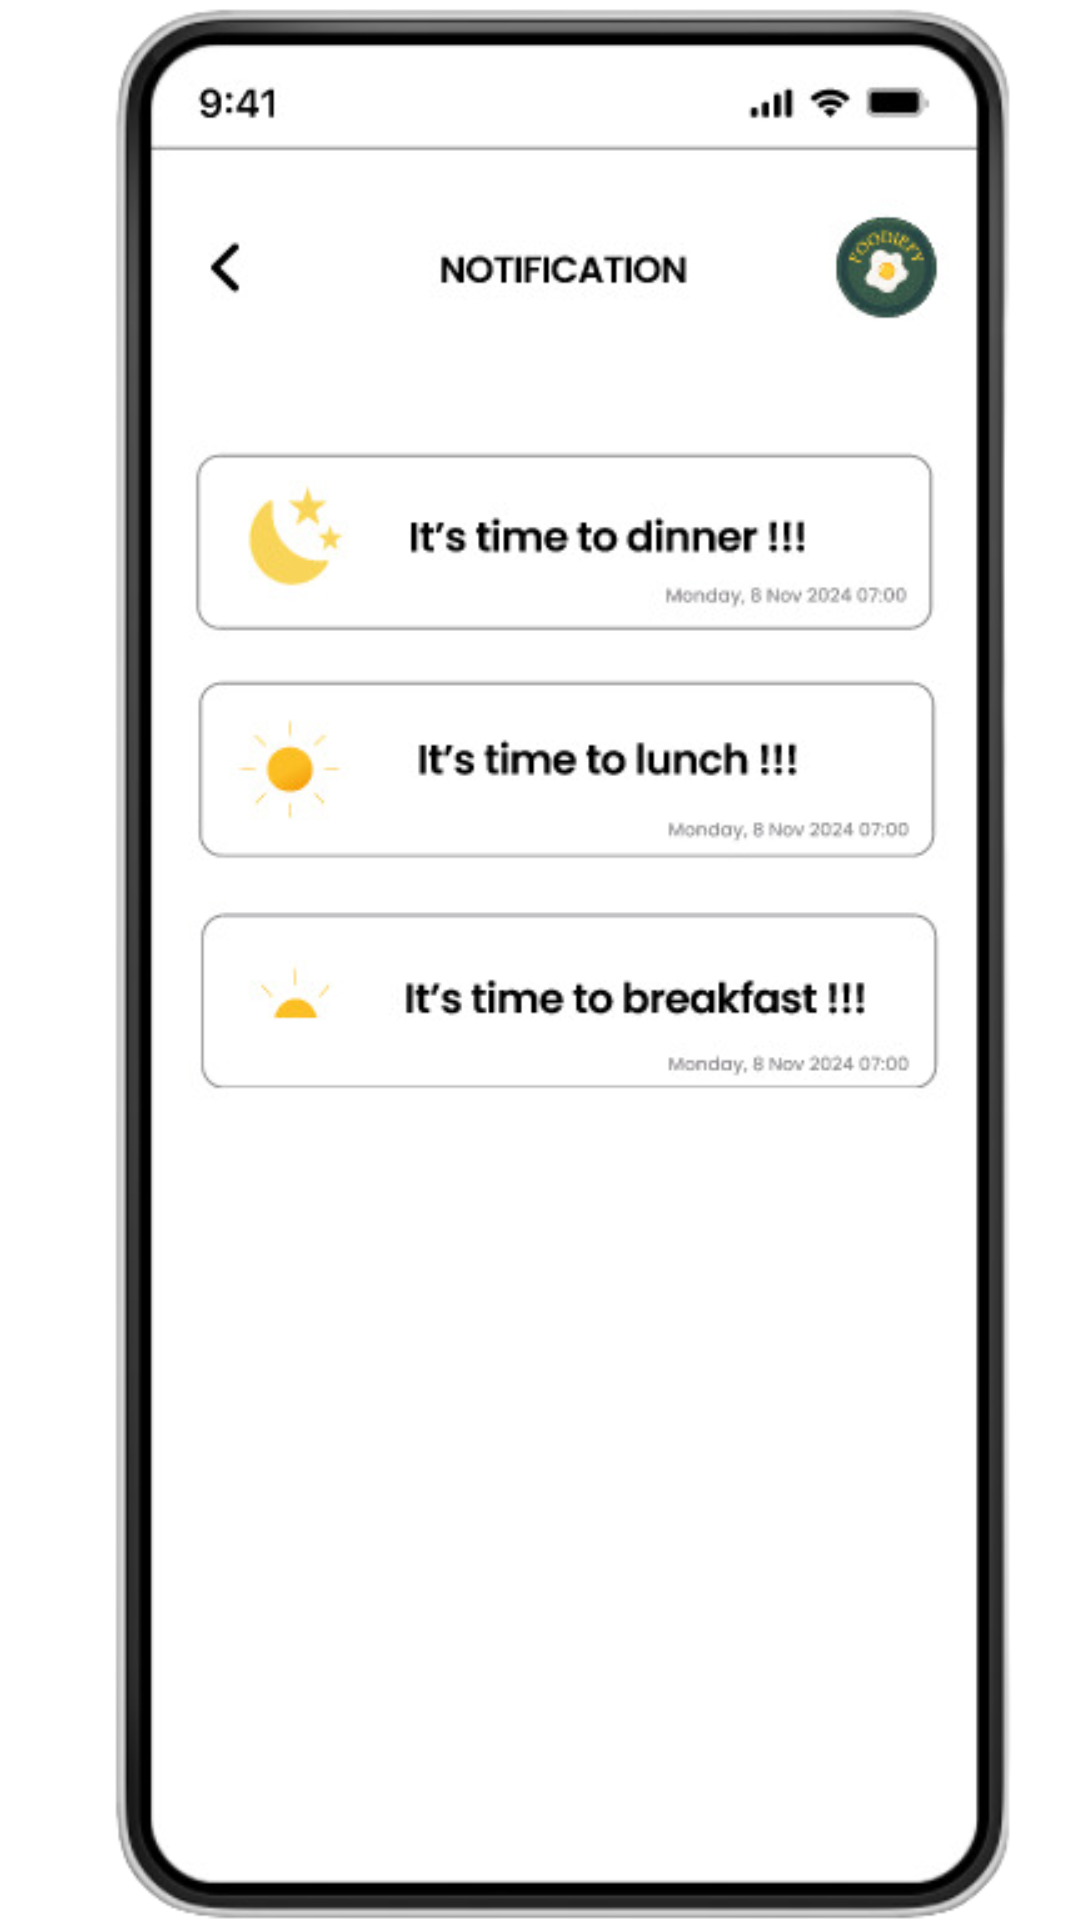 9:41
NOTIFICATION
FOODIEFY
It’s time to dinner !!!
Monday, 8 Nov 2024 07:00
It’s time to lunch !!!
Monday, 8 Nov 2024 07:00
It’s time to breakfast !!!
Monday, 8 Nov 2024 07:00